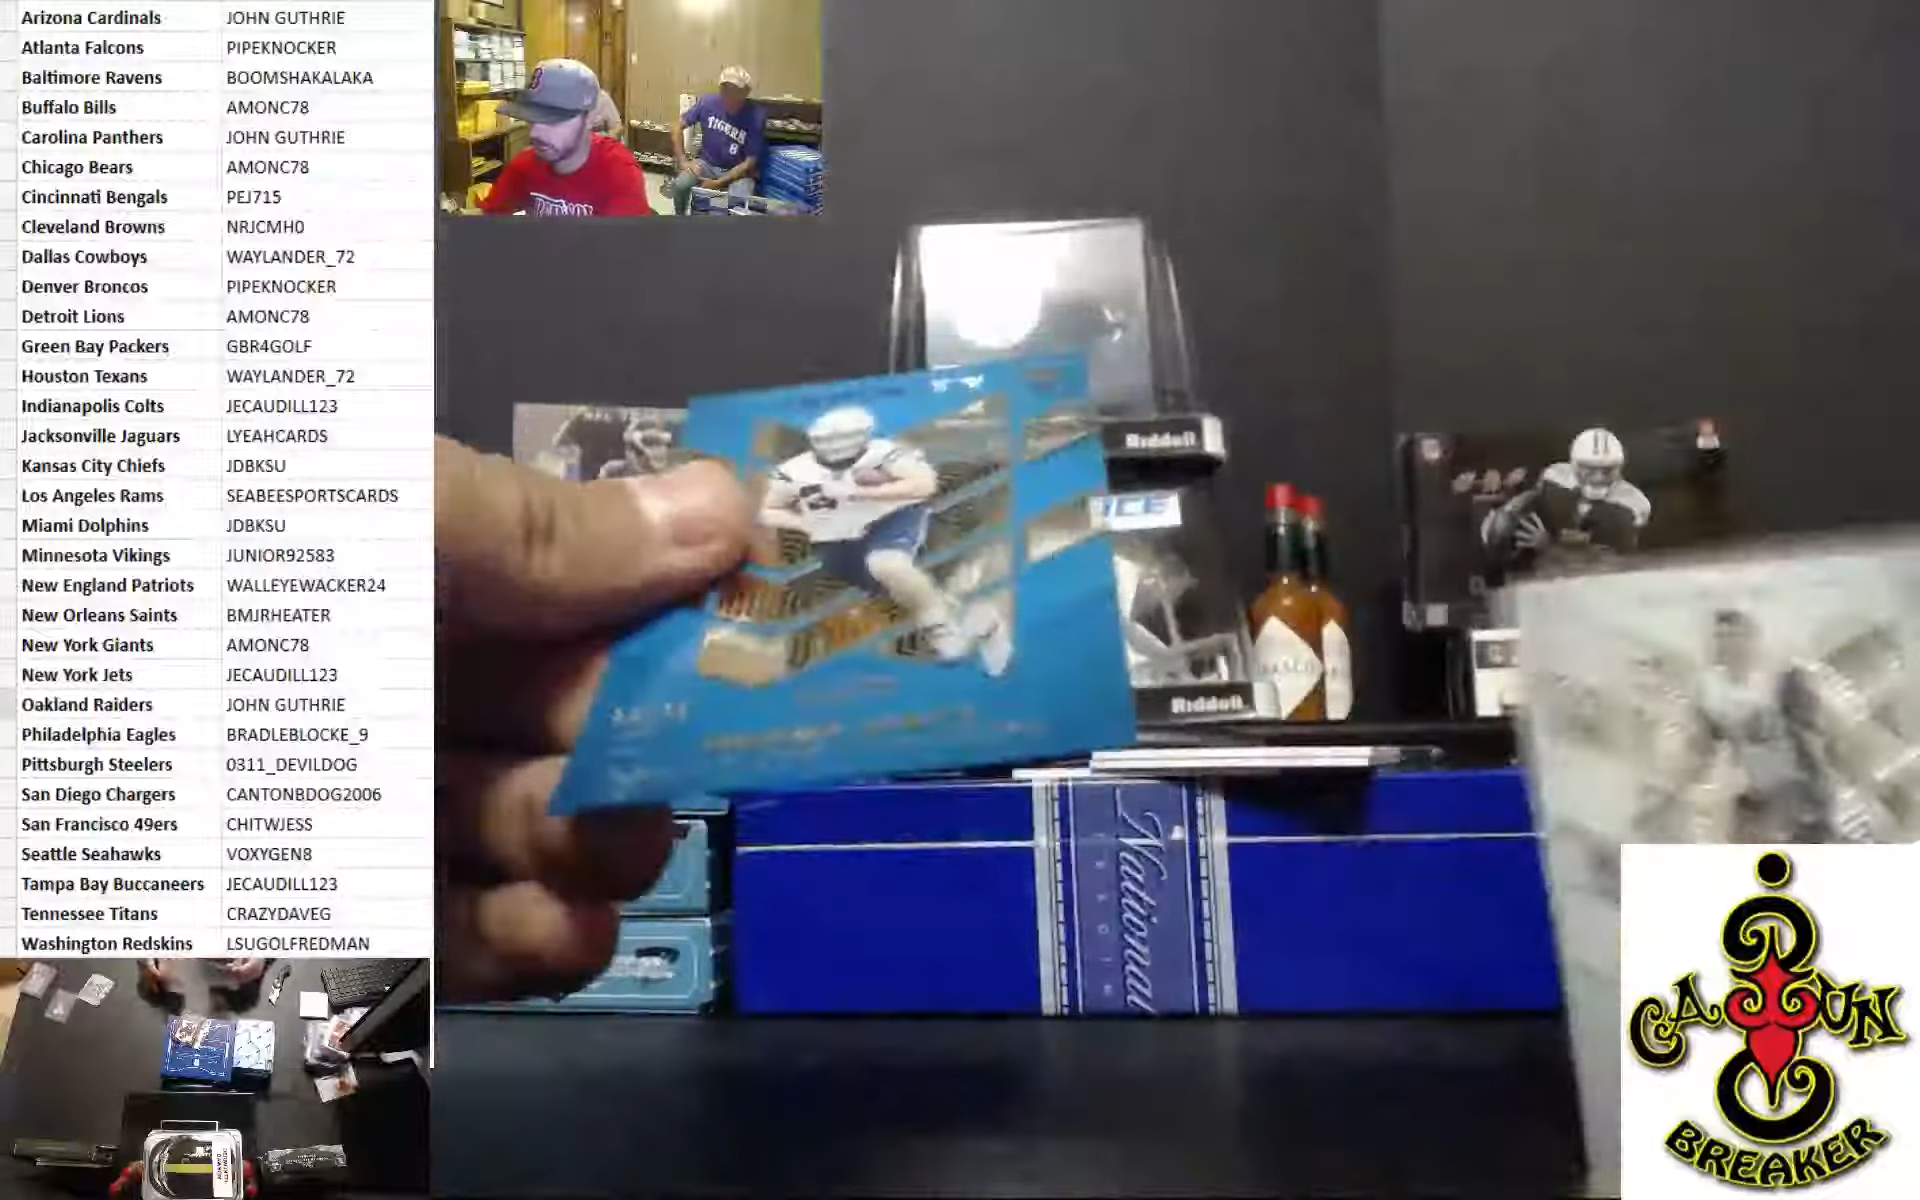 Arizona Cardinals JOHN GUTHRIE
Atlanta Falcons PIPEKNOCKER
Baltimore Ravens BOOMSHAKALAKA
Buffalo Bills AMONC78
Carolina Panthers JOHN GUTHRIE
Chicago Bears AMONC78
Cincinnati Bengals PEJ715
Cleveland Browns NRJCMH0
Dallas Cowboys WAYLANDER_72
Denver Broncos PIPEKNOCKER
Detroit Lions AMONC78
Green Bay Packers GBR4GOLF
Houston Texans WAYLANDER_72
Indianapolis Colts JECAUDILL123
Jacksonville Jaguars LYEAHCARDS
Kansas City Chiefs JDBKSU
Los Angeles Rams SEABEESPORTSCARDS
Miami Dolphins JDBKSU
Minnesota Vikings JUNIOR92583
New England Patriots WALLEYEWACKER24
New Orleans Saints BMJRHEATER
New York Giants AMONC78
New York Jets JECAUDILL123
Oakland Raiders JOHN GUTHRIE
Philadelphia Eagles BRADLEBLOCKE_9
Pittsburgh Steelers 0311_DEVILDOG
San Diego Chargers CANTONBDOG2006
San Francisco 49ers CHITWJESS
Seattle Seahawks VOXYGEN8
Tampa Bay Buccaneers JECAUDILL123
Tennessee Titans CRAZYDAVEG
Washington Redskins LSUGOLFREDMAN
TIGERS
8
Riddell
ICE
Riddell
National
CAJUN
BREAKER